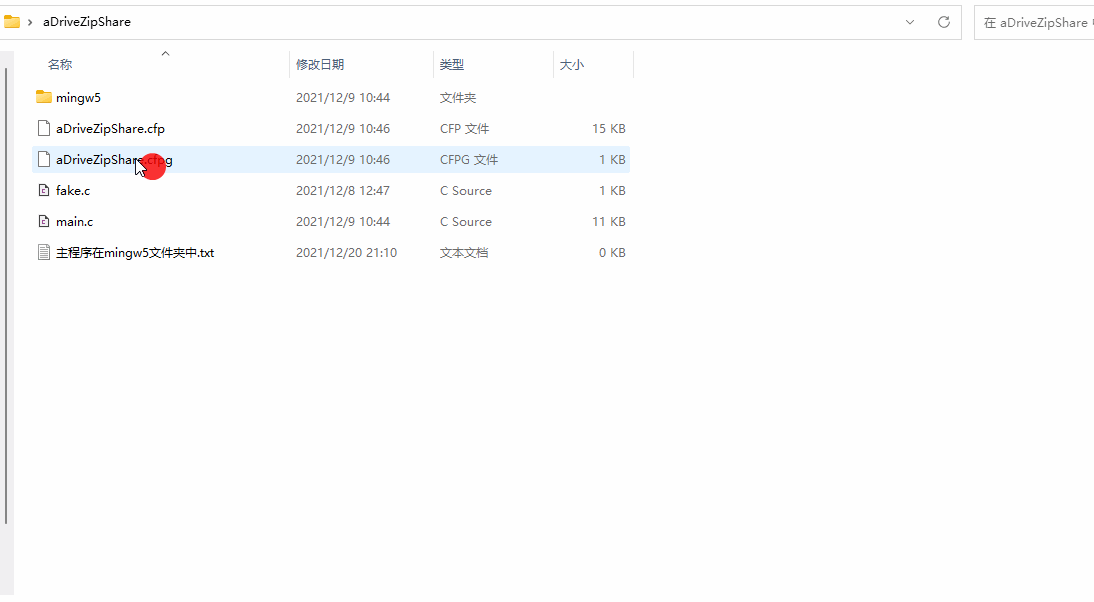 aDriveZipShare
在 aDriveZipShare
名称 修改日期 类型 大小
mingw5 2021/12/9 10:44 文件夹
aDriveZipShare.cfp 2021/12/9 10:46 CFP 文件 15 KB
aDriveZipShare.cfpg 2021/12/9 10:46 CFPG 文件 1 KB
fake.c 2021/12/8 12:47 C Source 1 KB
main.c 2021/12/9 10:44 C Source 11 KB
主程序在mingw5文件夹中.txt 2021/12/20 21:10 文本文档 0 KB